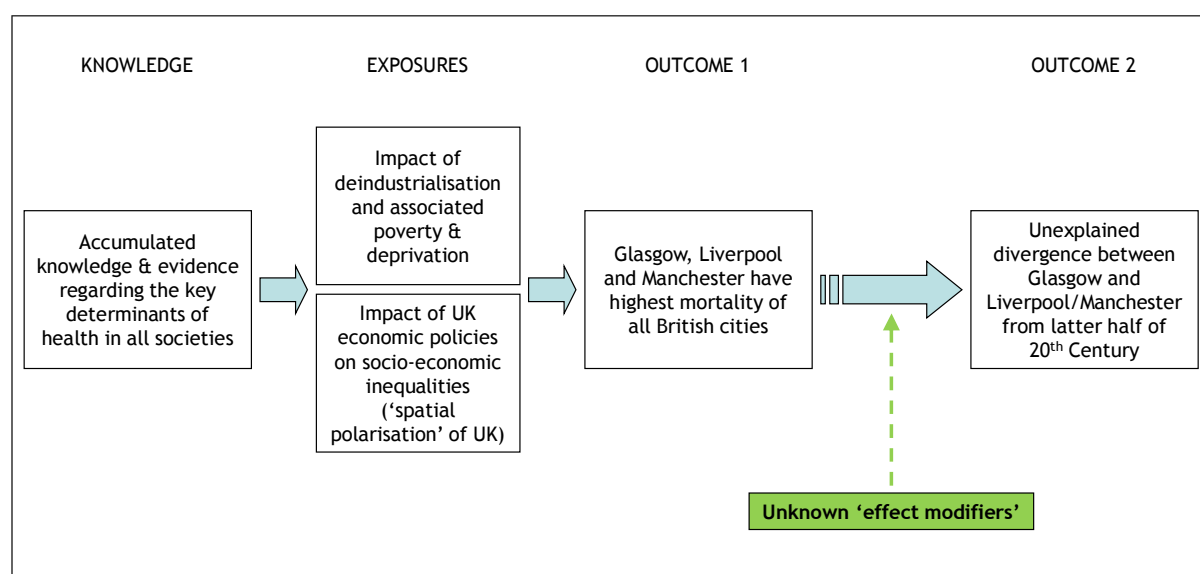 KNOWLEDGE
EXPOSURES
OUTCOME 1
OUTCOME 2
Accumulated
knowledge & evidence
regarding the key
determinants of
health in all societies
Impact of
deindustrialisation
and associated
poverty &
deprivation
Impact of UK
economic policies
on socio-economic
inequalities
(‘spatial
polarisation’ of UK)
Glasgow, Liverpool
and Manchester have
highest mortality of
all British cities
Unexplained
divergence between
Glasgow and
Liverpool/Manchester
from latter half of
20th Century
Unknown ‘effect modifiers’